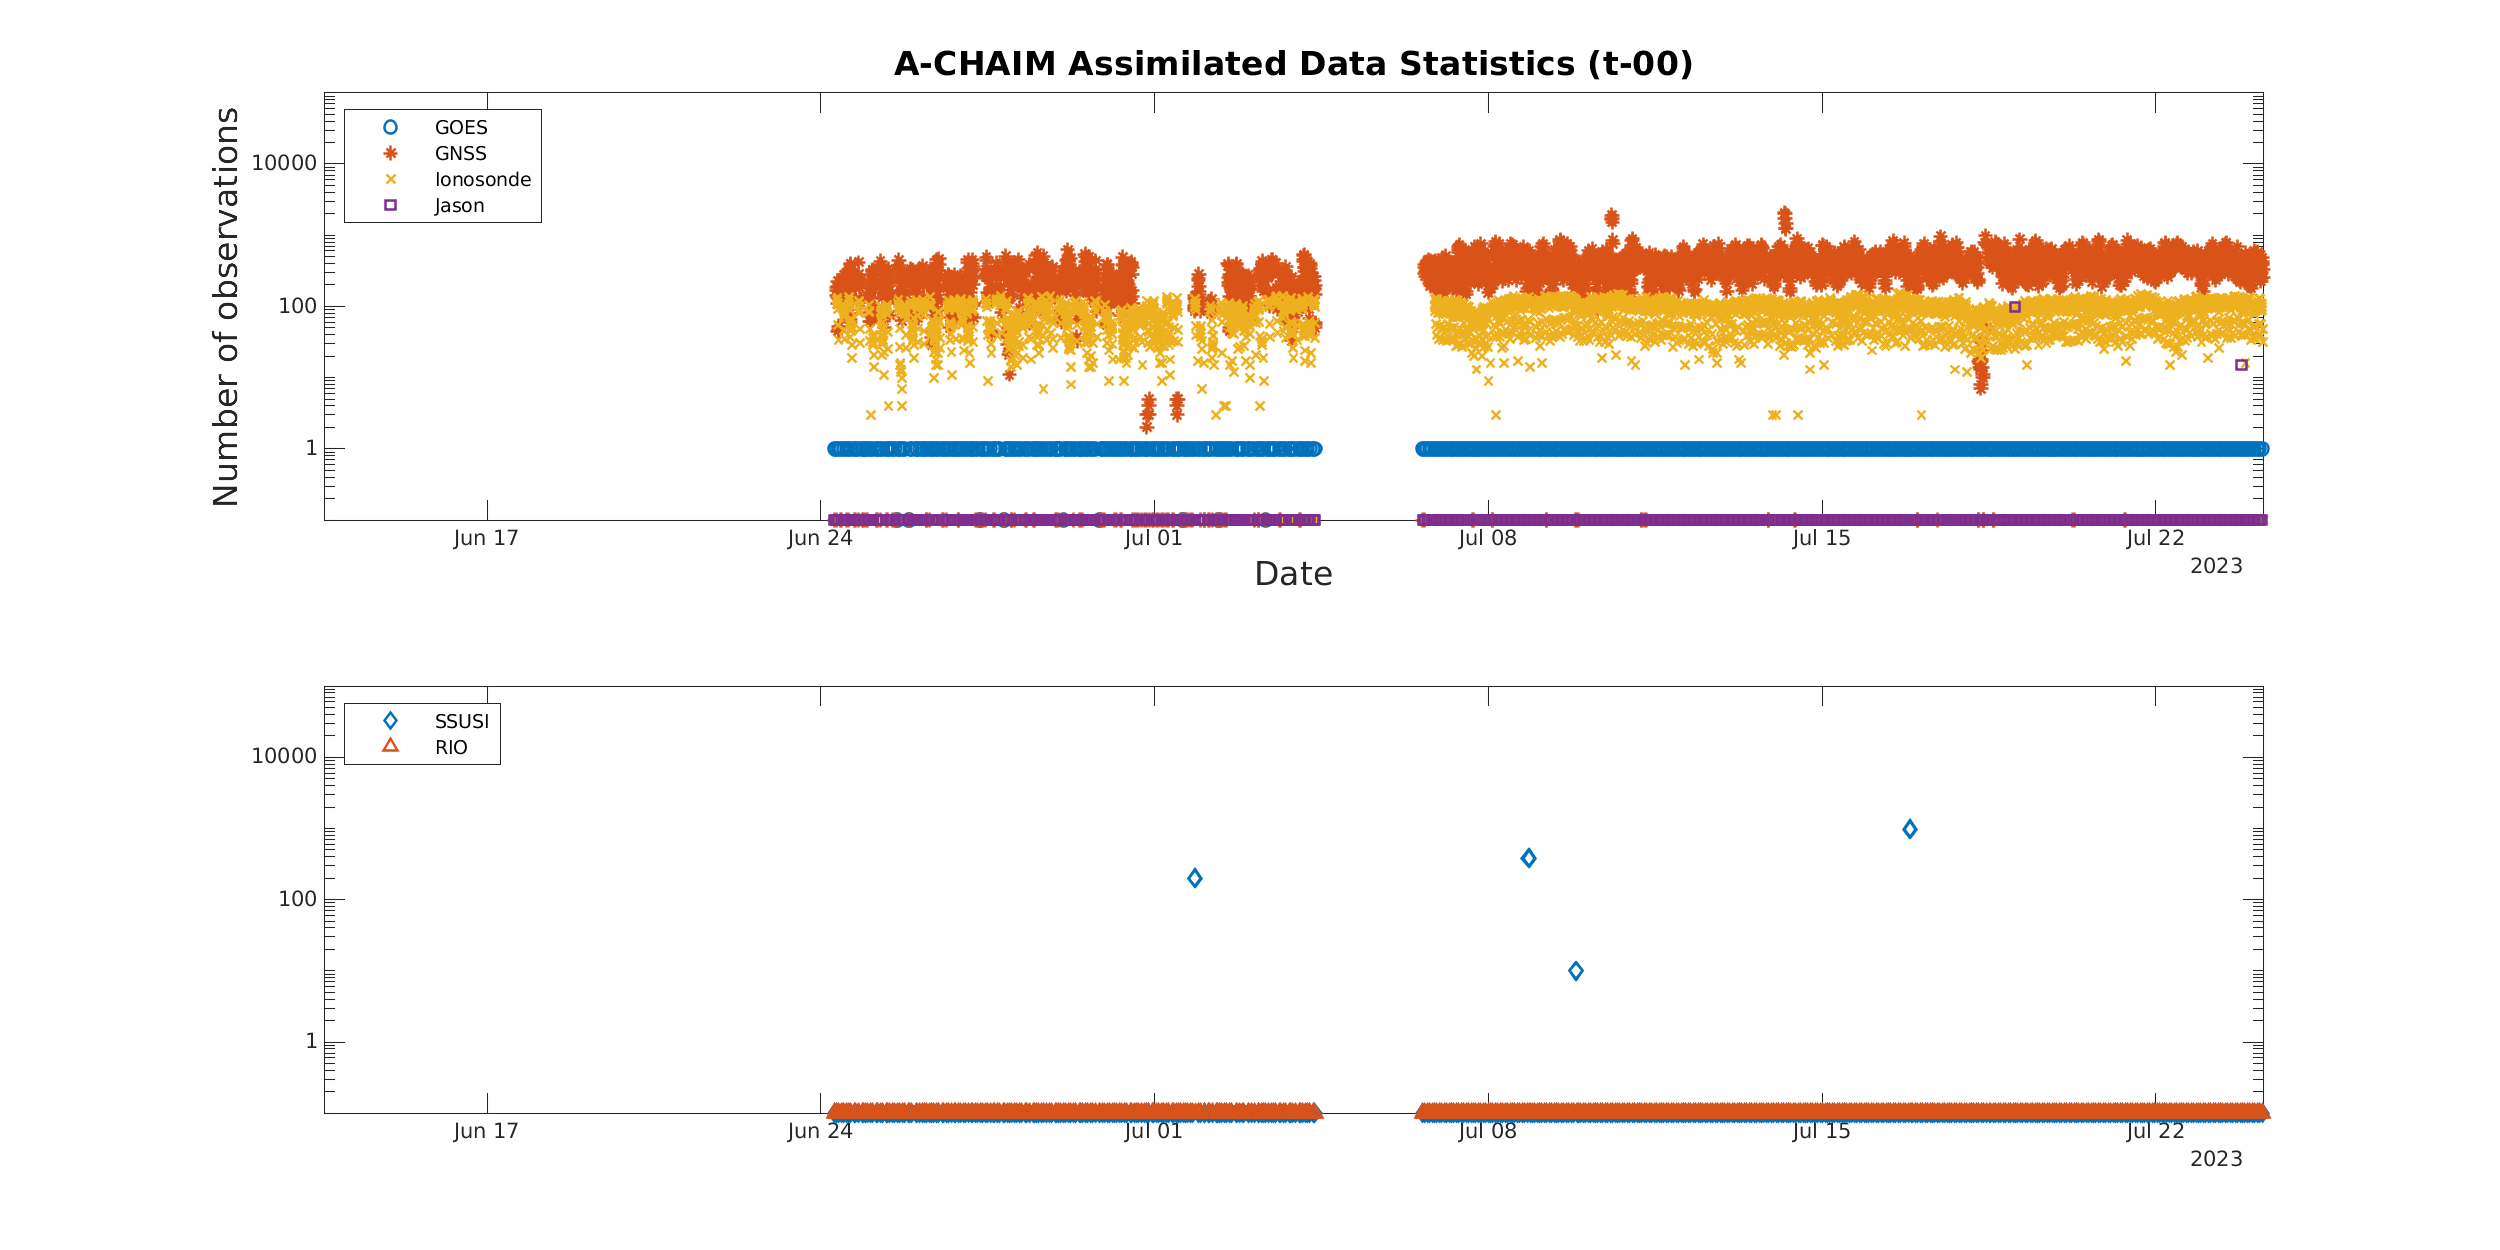 A-CHAIM Assimilated Data Statistics (t-00)
Number of observations
GOES
GNSS
Ionosonde
Jason
10000
100
1
Jun 17 Jun 24 Jul 01 Jul 08 Jul 15 Jul 22
2023
Date
SSUSI
RIO
10000
100
1
Jun 17 Jun 24 Jul 01 Jul 08 Jul 15 Jul 22
2023